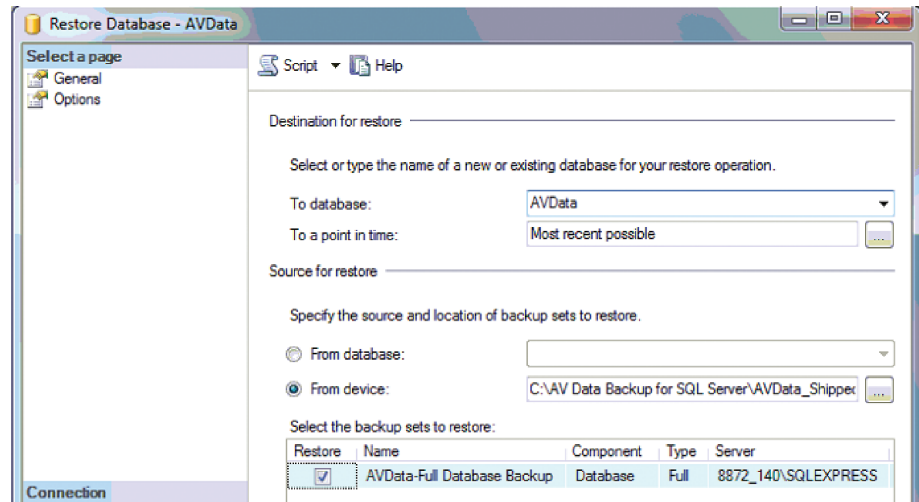 Restore Database - AVData
Select a page
General
Options
Connection
Script Help
Destination for restore
Select or type the name of a new or existing database for your restore operation.
To database: AVData
To a point in time: Most recent possible ...
Source for restore
Specify the source and location of backup sets to restore.
From database:
From device: C:\AV Data Backup for SQL Server\AVData_Shipped ...
Select the backup sets to restore:
Restore Name Component Type Server
AVData-Full Database Backup Database Full 8872_140\SQLEXPRESS